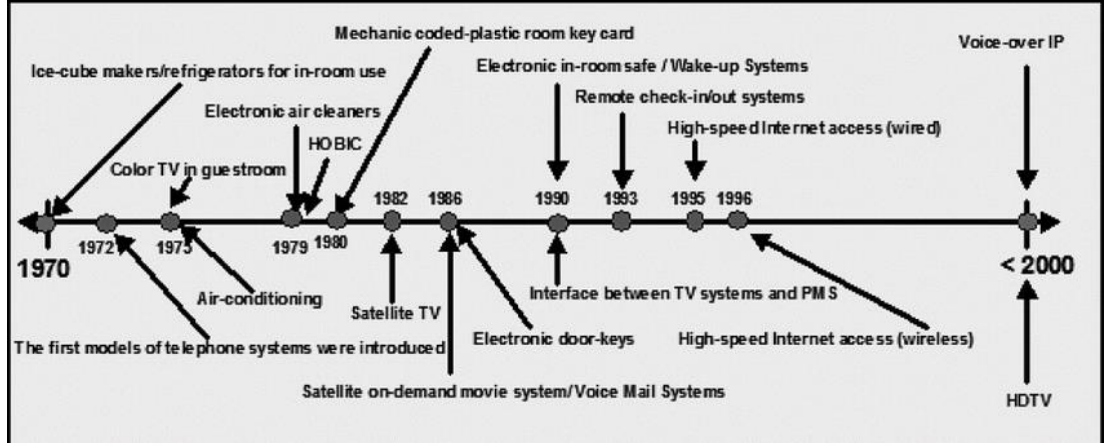 Mechanic coded-plastic room key card
Voice-over IP
Ice-cube makers/refrigerators for in-room use
Electronic in-room safe / Wake-up Systems
Electronic air cleaners
Remote check-in/out systems
HOBIC
High-speed Internet access (wired)
Color TV in guestroom
1982
1986
1990
1993
1995
1996
1972
1975
1979
1980
1970
< 2000
Air-conditioning
Interface between TV systems and PMS
Satellite TV
The first models of telephone systems were introduced
Electronic door-keys
High-speed Internet access (wireless)
Satellite on-demand movie system/Voice Mail Systems
HDTV